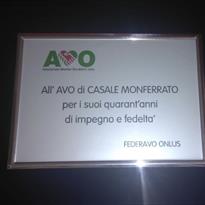 AVO
All' AVO di CASALE MONFERRATO
per i suoi quarant'anni
di impegno e fedelta'
FEDERAVO ONLUS